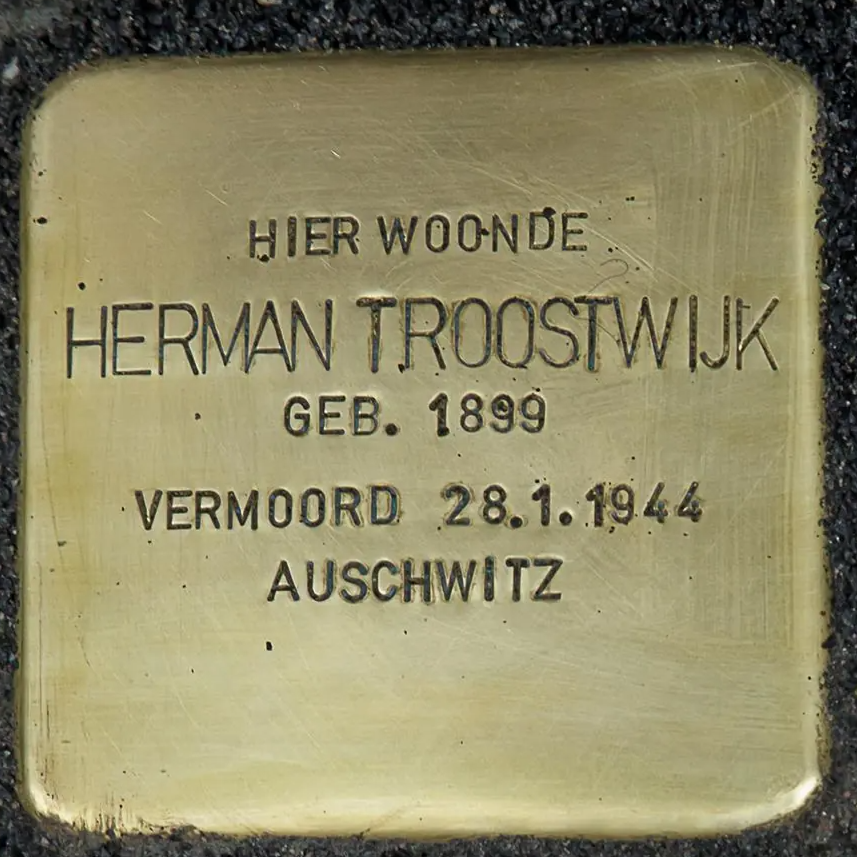 HIER WOONDE
HERMAN TROOSTWIJK
GEB. 1899
VERMOORD 28.1.1944
AUSCHWITZ